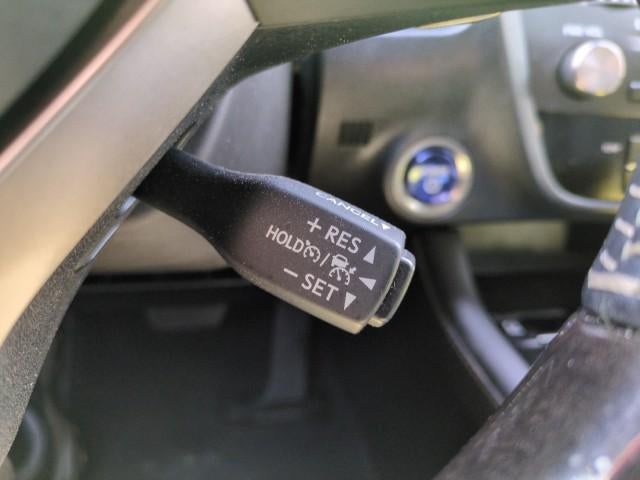 CANCEL
+ RES
HOLD /
− SET